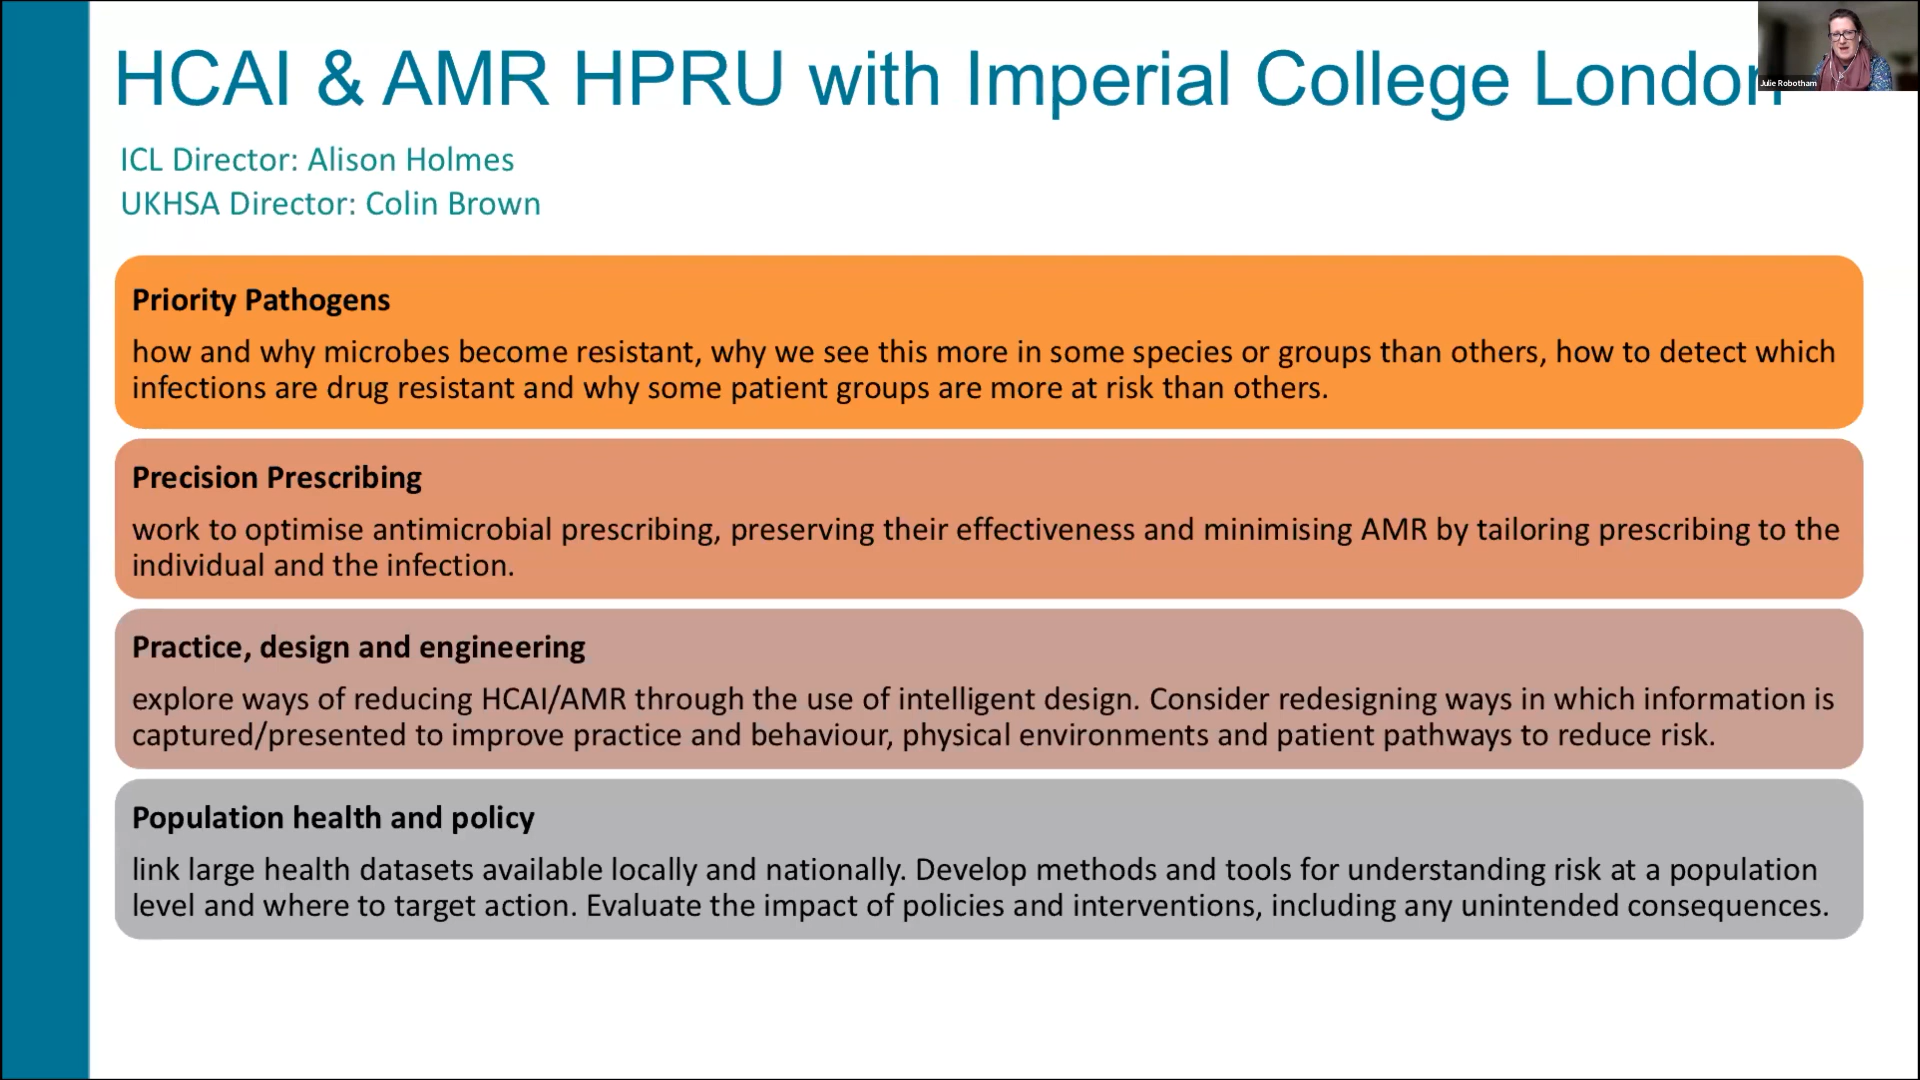 HCAI & AMR HPRU with Imperial College London
Julie Robotham
ICL Director: Alison Holmes
UKHSA Director: Colin Brown
Priority Pathogens
how and why microbes become resistant, why we see this more in some species or groups than others, how to detect which
infections are drug resistant and why some patient groups are more at risk than others.
Precision Prescribing
work to optimise antimicrobial prescribing, preserving their effectiveness and minimising AMR by tailoring prescribing to the
individual and the infection.
Practice, design and engineering
explore ways of reducing HCAI/AMR through the use of intelligent design. Consider redesigning ways in which information is
captured/presented to improve practice and behaviour, physical environments and patient pathways to reduce risk.
Population health and policy
link large health datasets available locally and nationally. Develop methods and tools for understanding risk at a population
level and where to target action. Evaluate the impact of policies and interventions, including any unintended consequences.